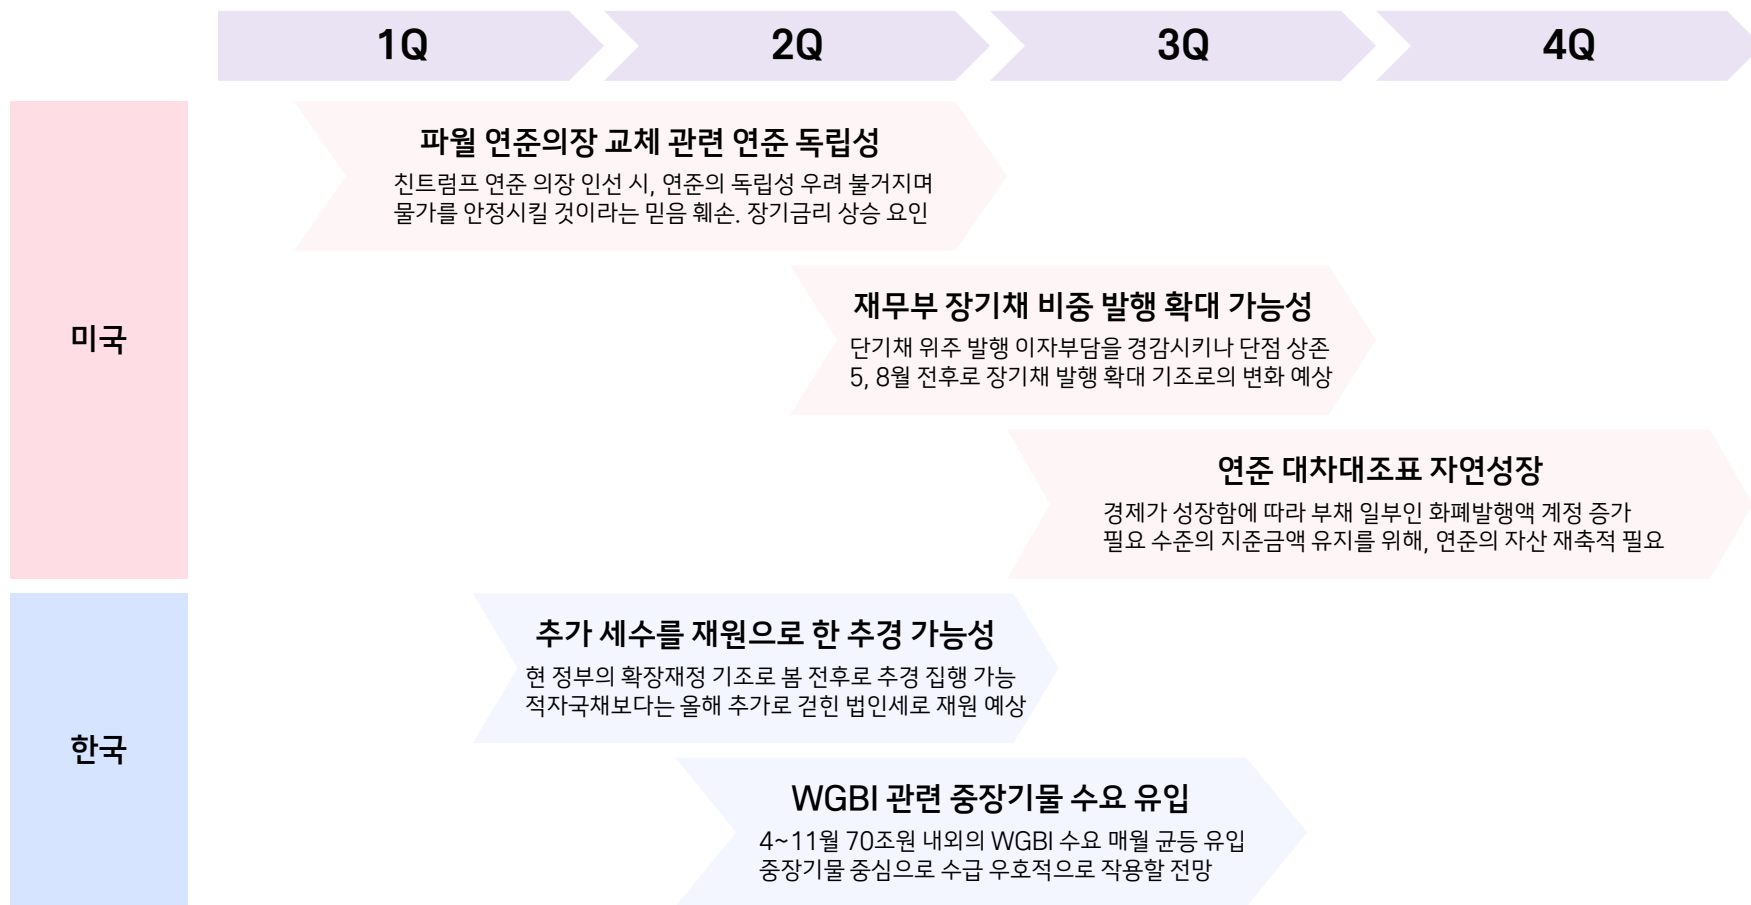 1Q
2Q
3Q
4Q
미국
파월 연준의장 교체 관련 연준 독립성
친트럼프 연준 의장 인선 시, 연준의 독립성 우려 불거지며
물가를 안정시킬 것이라는 믿음 훼손. 장기금리 상승 요인
재무부 장기채 비중 발행 확대 가능성
단기채 위주 발행 이자부담을 경감시키나 단점 상존
5, 8월 전후로 장기채 발행 확대 기조로의 변화 예상
연준 대차대조표 자연성장
경제가 성장함에 따라 부채 일부인 화폐발행액 계정 증가
필요 수준의 지준금액 유지를 위해, 연준의 자산 재축적 필요
한국
추가 세수를 재원으로 한 추경 가능성
현 정부의 확장재정 기조로 봄 전후로 추경 집행 가능
적자국채보다는 올해 추가로 걷힌 법인세로 재원 예상
WGBI 관련 중장기물 수요 유입
4~11월 70조원 내외의 WGBI 수요 매월 균등 유입
중장기물 중심으로 수급 우호적으로 작용할 전망